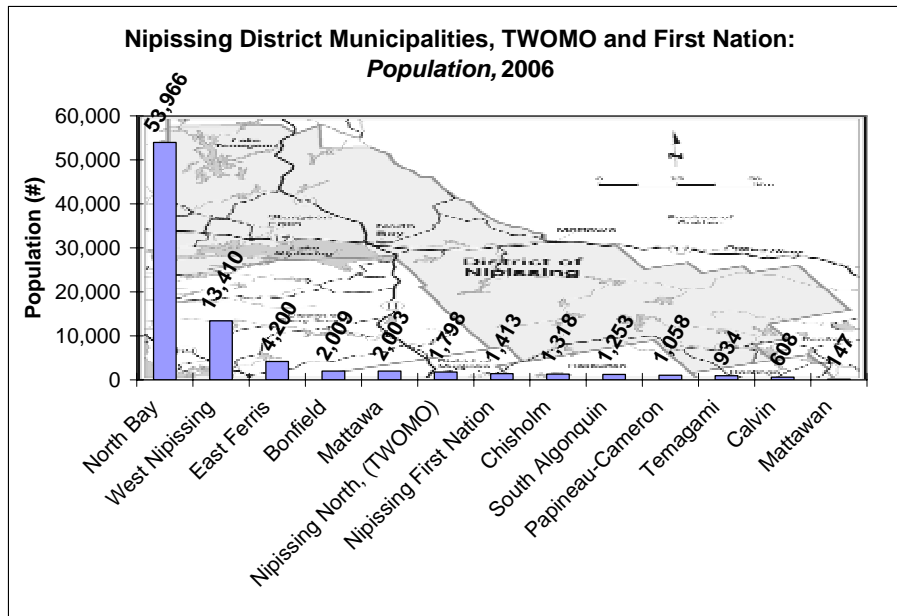 Nipissing District Municipalities, TWOMO and First Nation:
Population, 2006
Population (#)
60,000
50,000
40,000
30,000
20,000
10,000
0
53,966
13,410
4,200
2,009
2,003
1,798
1,413
1,318
1,253
1,058
934
608
147
North Bay
West Nipissing
East Ferris
Bonfield
Mattawa
Nipissing North, (TWOMO)
Nipissing First Nation
Chisholm
South Algonquin
Papineau-Cameron
Temagami
Calvin
Mattawan
District of
Nipissing
North
Bay
Mattawa